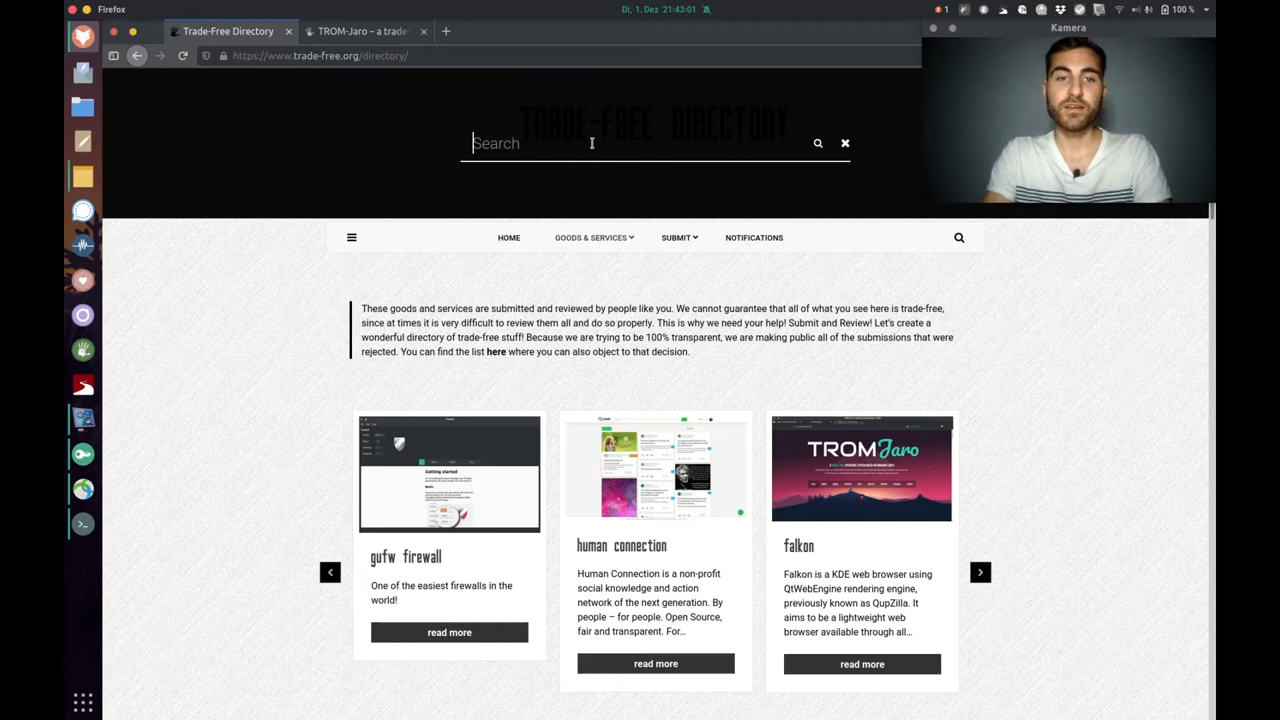 Firefox
Di, 1. Dez 21:43:01
1
100 %
Kamera
Trade-Free Directory
TROM-Jaro – a trade-
https://www.trade-free.org/directory/
TRADE-FREE DIRECTORY
Search
HOME
GOODS & SERVICES
SUBMIT
NOTIFICATIONS
These goods and services are submitted and reviewed by people like you. We cannot guarantee that all of what you see here is trade-free,
since at times it is very difficult to review them all and do so properly. This is why we need your help! Submit and Review! Let's create a
wonderful directory of trade-free stuff! Because we are trying to be 100% transparent, we are making public all of the submissions that were
rejected. You can find the list here where you can also object to that decision.
Getting started
gufw firewall
One of the easiest firewalls in the
world!
read more
human connection
Human Connection is a non-profit
social knowledge and action
network of the next generation. By
people – for people. Open Source,
fair and transparent. For...
read more
TROMJaro
falkon
Falkon is a KDE web browser using
QtWebEngine rendering engine,
previously known as QupZilla. It
aims to be a lightweight web
browser available through all...
read more